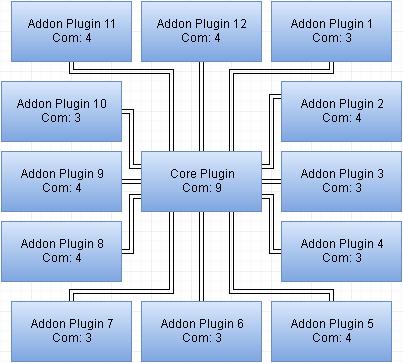 Addon Plugin 11
Com: 4
Addon Plugin 12
Com: 4
Addon Plugin 1
Com: 3
Addon Plugin 10
Com: 3
Addon Plugin 2
Com: 4
Addon Plugin 9
Com: 4
Core Plugin
Com: 9
Addon Plugin 3
Com: 3
Addon Plugin 8
Com: 4
Addon Plugin 4
Com: 3
Addon Plugin 7
Com: 3
Addon Plugin 6
Com: 3
Addon Plugin 5
Com: 4